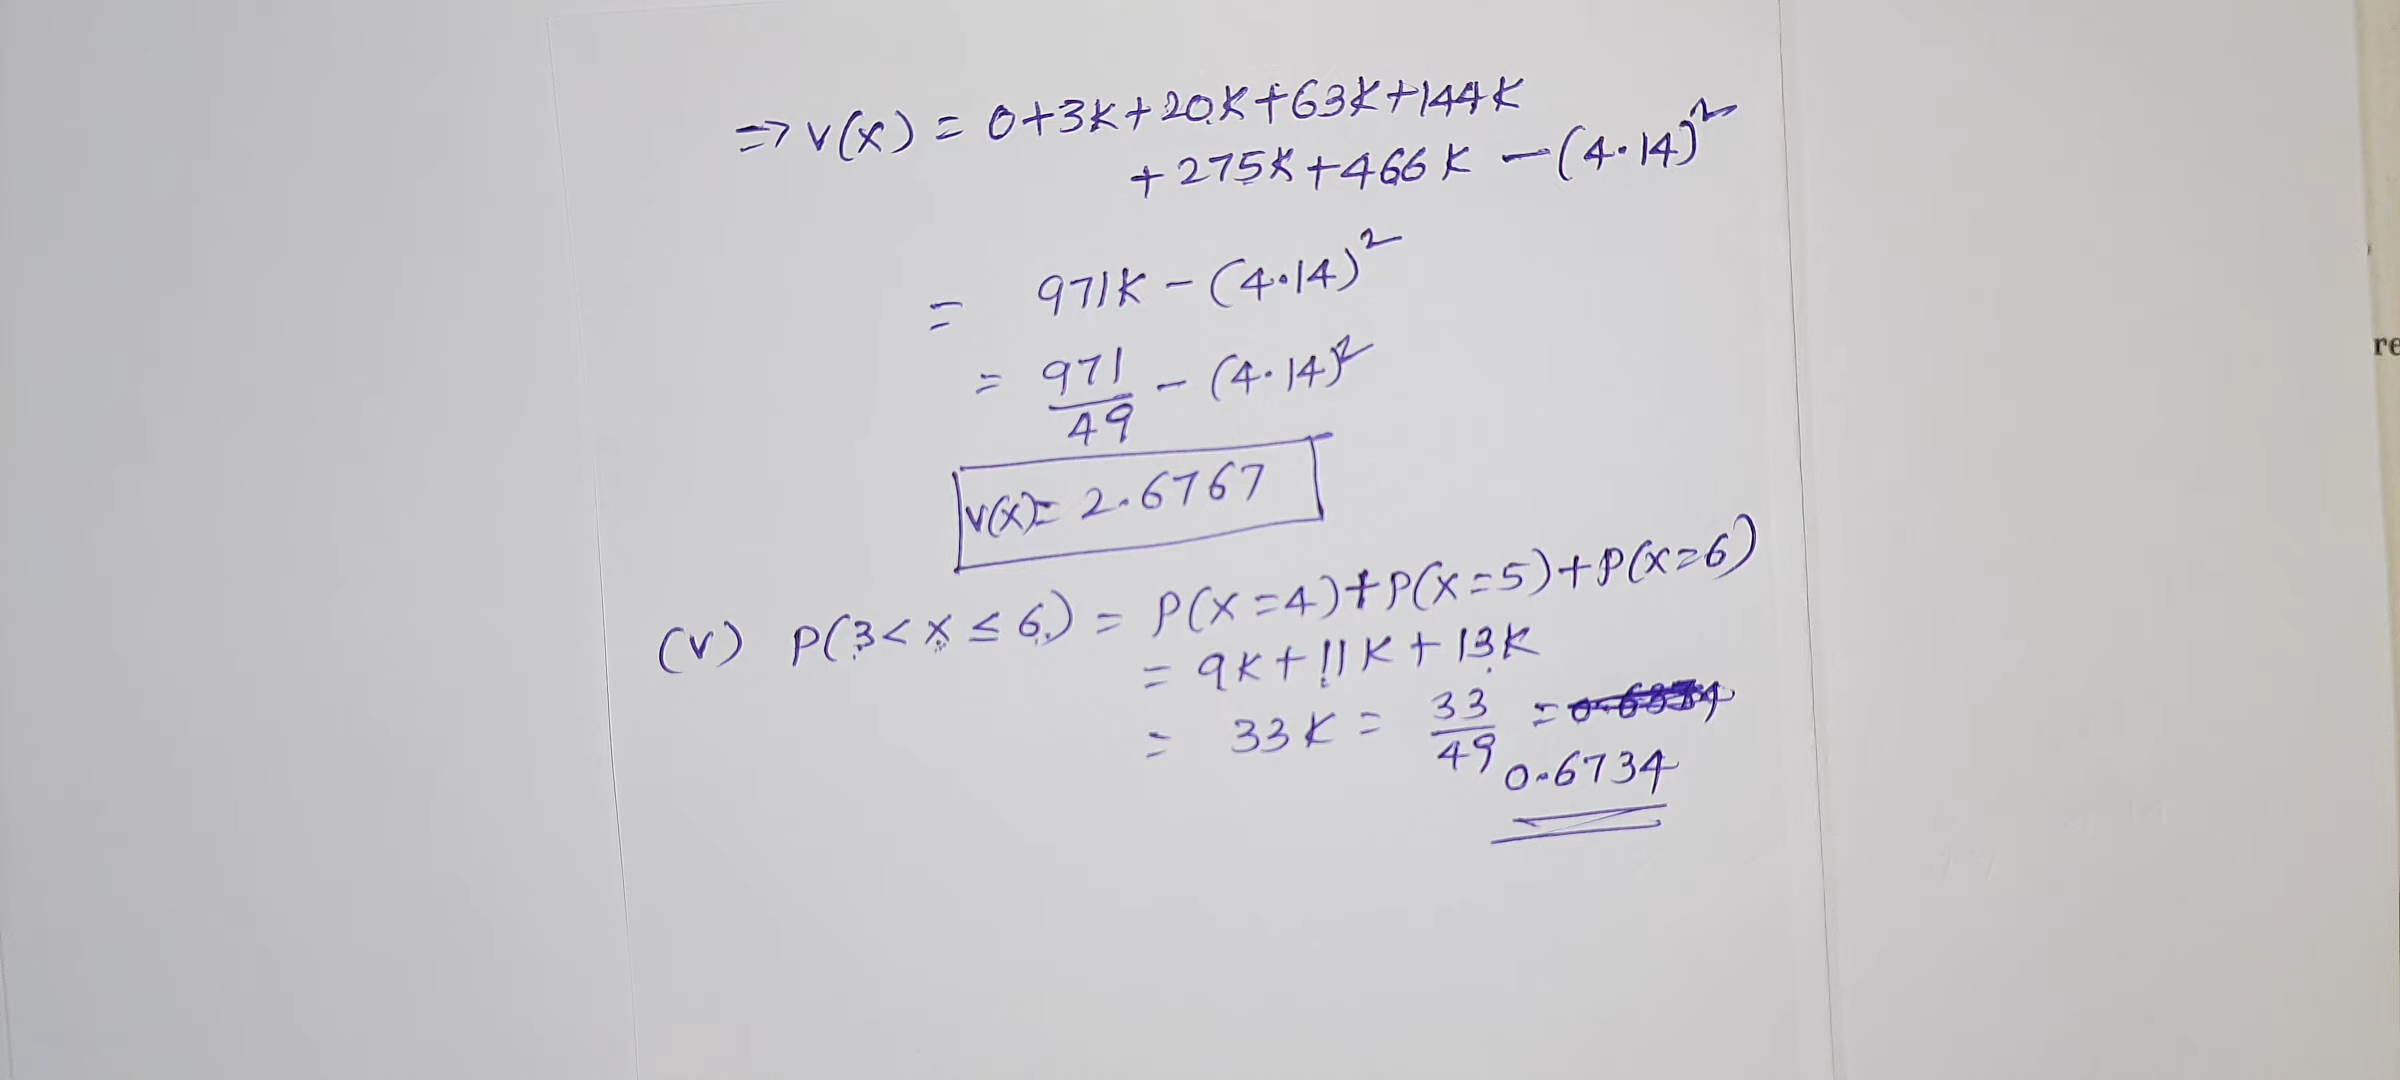 => V(X) = 0+3K+20K+63K+144K
+275K+466K -(4.14)²
= 971K-(4.14)²
= 971/49 - (4.14)²
V(X)= 2.6767
(V) P(3<X≤6) = P(X=4)+P(X=5)+P(X=6)
= 9K+11K+13K
= 33K = 33/49 =
0.6734
re